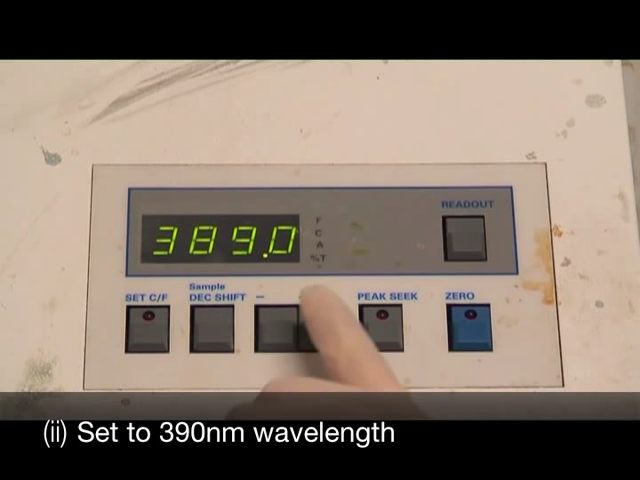 READOUT
389.0
F
C
A
%T
SET C/F
Sample
DEC SHIFT
–
PEAK SEEK
ZERO
(ii) Set to 390nm wavelength